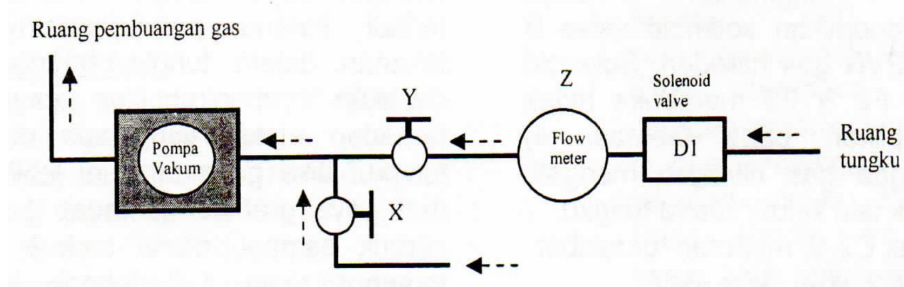 Ruang pembuangan gas
Z
Solenoid
valve
Y
Pompa
Vakum
Flow
meter
D1
Ruang
tungku
X